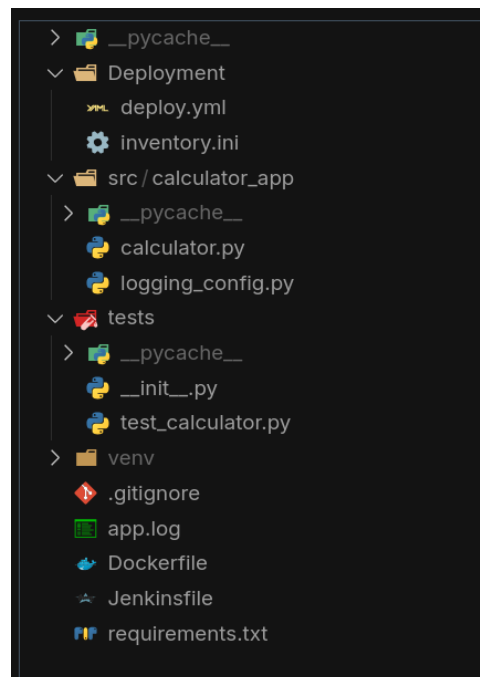 __pycache__
Deployment
YAML deploy.yml
inventory.ini
src/calculator_app
__pycache__
calculator.py
logging_config.py
tests
__pycache__
__init__.py
test_calculator.py
venv
.gitignore
app.log
Dockerfile
Jenkinsfile
requirements.txt